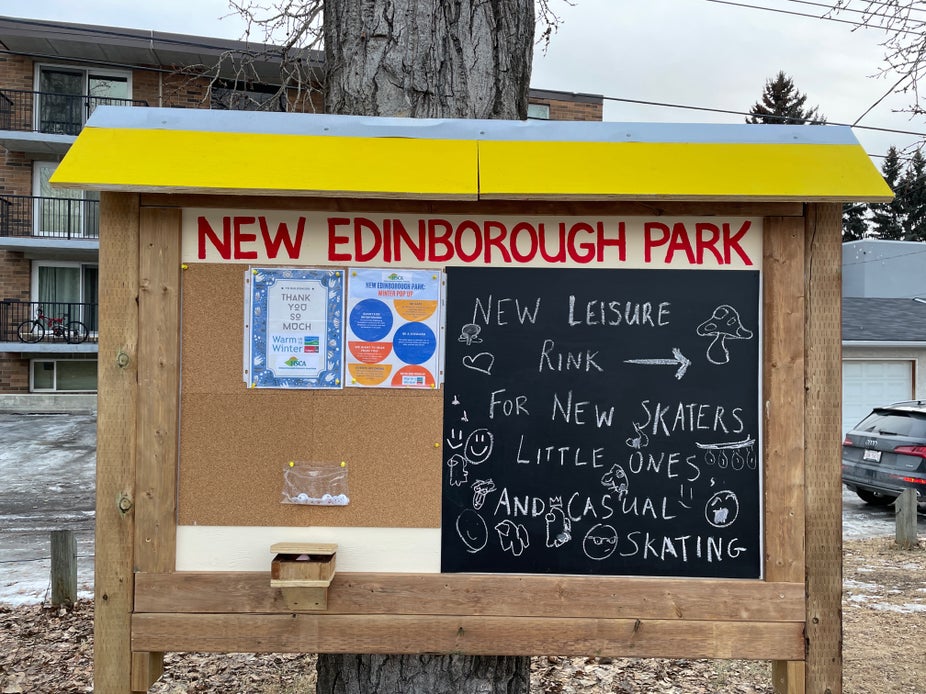 NEW EDINBOROUGH PARK
THANK
YOU SO
MUCH
Warm
Winter
HSCA
NEW EDINBOROUGH PARK:
WINTER POP UP
NEW LEISURE
RINK
FOR NEW SKATERS
LITTLE ONES
AND CASUAL
SKATING